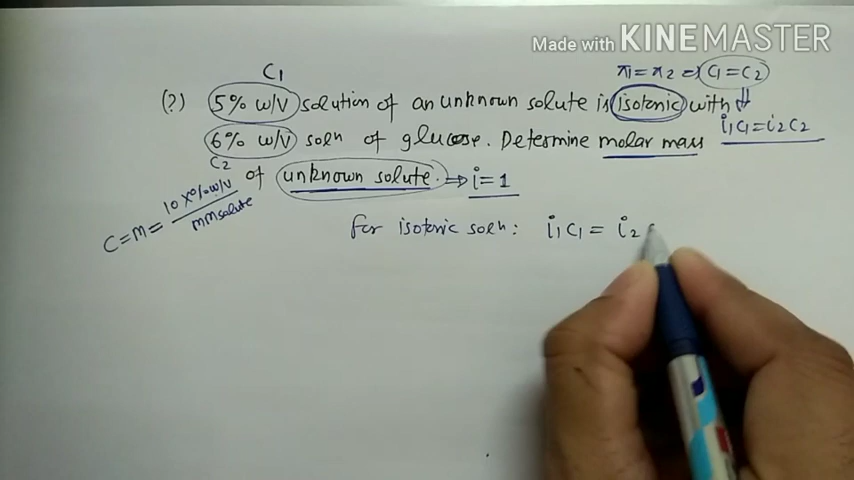 Made with KINEMASTER
C1
π1 = π2 ⇒ C1 = C2
(?) 5% w/v solution of an unknown solute is isotonic with
i1C1 = i2C2
6% w/v soln of glucose. Determine molar mass
C2
of unknown solute. ⇒ i = 1
C = M = 10 x % w/v / mm solute
For isotonic soln: i1C1 = i2 C